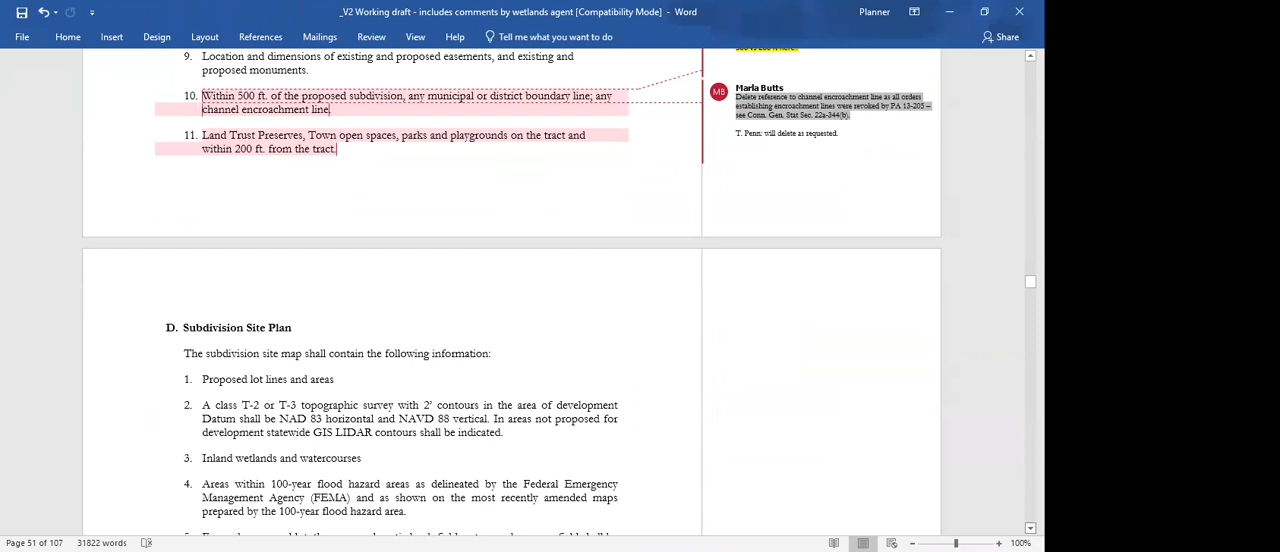 _V2 Working draft - includes comments by wetlands agent [Compatibility Mode] - Word
Planner
File Home Insert Design Layout References Mailings Review View Help Tell me what you want to do Share
9. Location and dimensions of existing and proposed easements, and existing and
proposed monuments.
10. Within 500 ft. of the proposed subdivision, any municipal or district boundary line; any
channel encroachment line
11. Land Trust Preserves, Town open spaces, parks and playgrounds on the tract and
within 200 ft. from the tract.
MB
Marla Butts
Delete reference to channel encroachment line as all orders
establishing encroachment lines were revoked by PA 13-205 –
see Conn. Gen. Stat Sec. 22a-344(b).
T. Penn: will delete as requested.
D. Subdivision Site Plan
The subdivision site map shall contain the following information:
1. Proposed lot lines and areas
2. A class T-2 or T-3 topographic survey with 2’ contours in the area of development
Datum shall be NAD 83 horizontal and NAVD 88 vertical. In areas not proposed for
development statewide GIS LIDAR contours shall be indicated.
3. Inland wetlands and watercourses
4. Areas within 100-year flood hazard areas as delineated by the Federal Emergency
Management Agency (FEMA) and as shown on the most recently amended maps
prepared by the 100-year flood hazard area.
Page 51 of 107 31822 words
100%